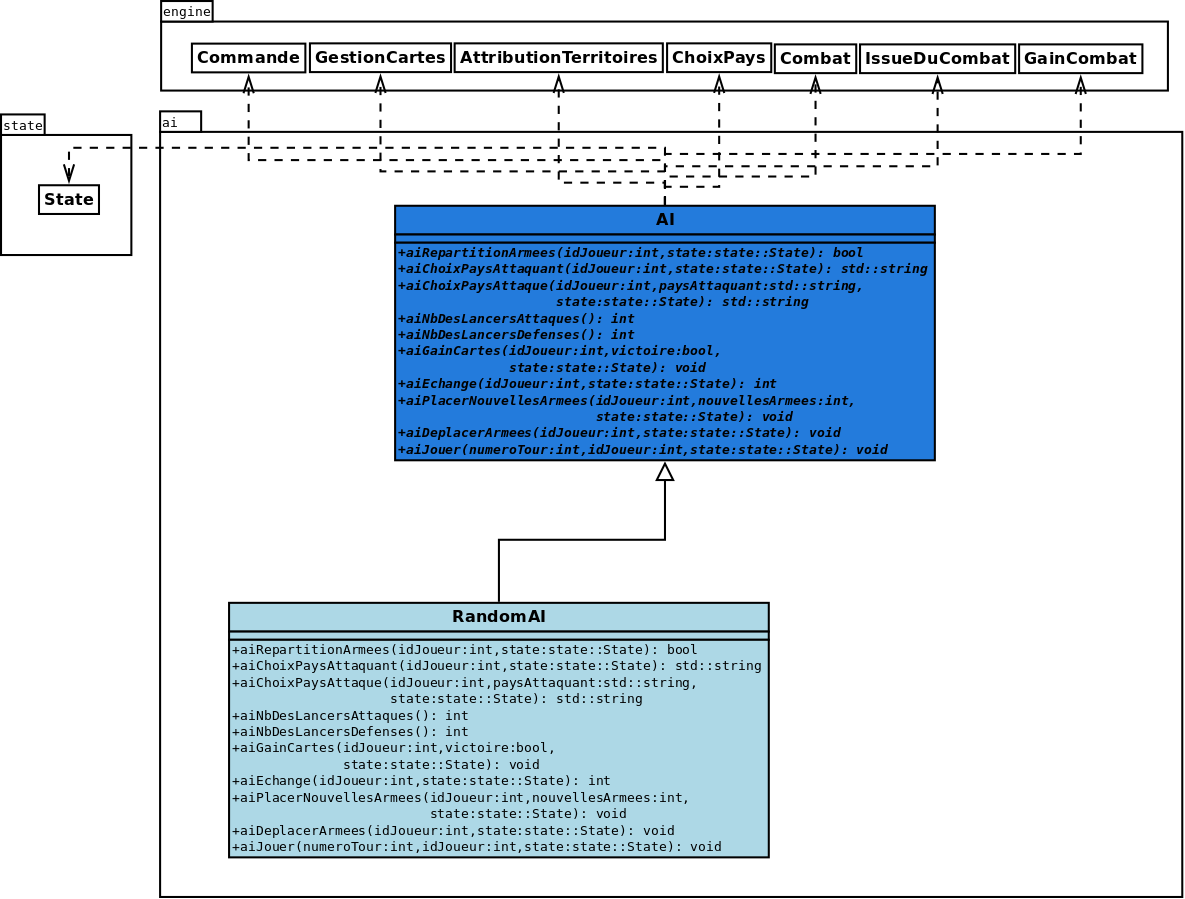 engine
Commande GestionCartes AttributionTerritoires ChoixPays Combat IssueDuCombat GainCombat
state
State
ai
AI
+aiRepartitionArmees(idJoueur:int,state:state::State): bool
+aiChoixPaysAttaquant(idJoueur:int,state:state::State): std::string
+aiChoixPaysAttaque(idJoueur:int,paysAttaquant:std::string,
state:state::State): std::string
+aiNbDesLancersAttaques(): int
+aiNbDesLancersDefenses(): int
+aiGainCartes(idJoueur:int,victoire:bool,
state:state::State): void
+aiEchange(idJoueur:int,state:state::State): int
+aiPlacerNouvellesArmees(idJoueur:int,nouvellesArmees:int,
state:state::State): void
+aiDeplacerArmees(idJoueur:int,state:state::State): void
+aiJouer(numeroTour:int,idJoueur:int,state:state::State): void
RandomAI
+aiRepartitionArmees(idJoueur:int,state:state::State): bool
+aiChoixPaysAttaquant(idJoueur:int,state:state::State): std::string
+aiChoixPaysAttaque(idJoueur:int,paysAttaquant:std::string,
state:state::State): std::string
+aiNbDesLancersAttaques(): int
+aiNbDesLancersDefenses(): int
+aiGainCartes(idJoueur:int,victoire:bool,
state:state::State): void
+aiEchange(idJoueur:int,state:state::State): int
+aiPlacerNouvellesArmees(idJoueur:int,nouvellesArmees:int,
state:state::State): void
+aiDeplacerArmees(idJoueur:int,state:state::State): void
+aiJouer(numeroTour:int,idJoueur:int,state:state::State): void